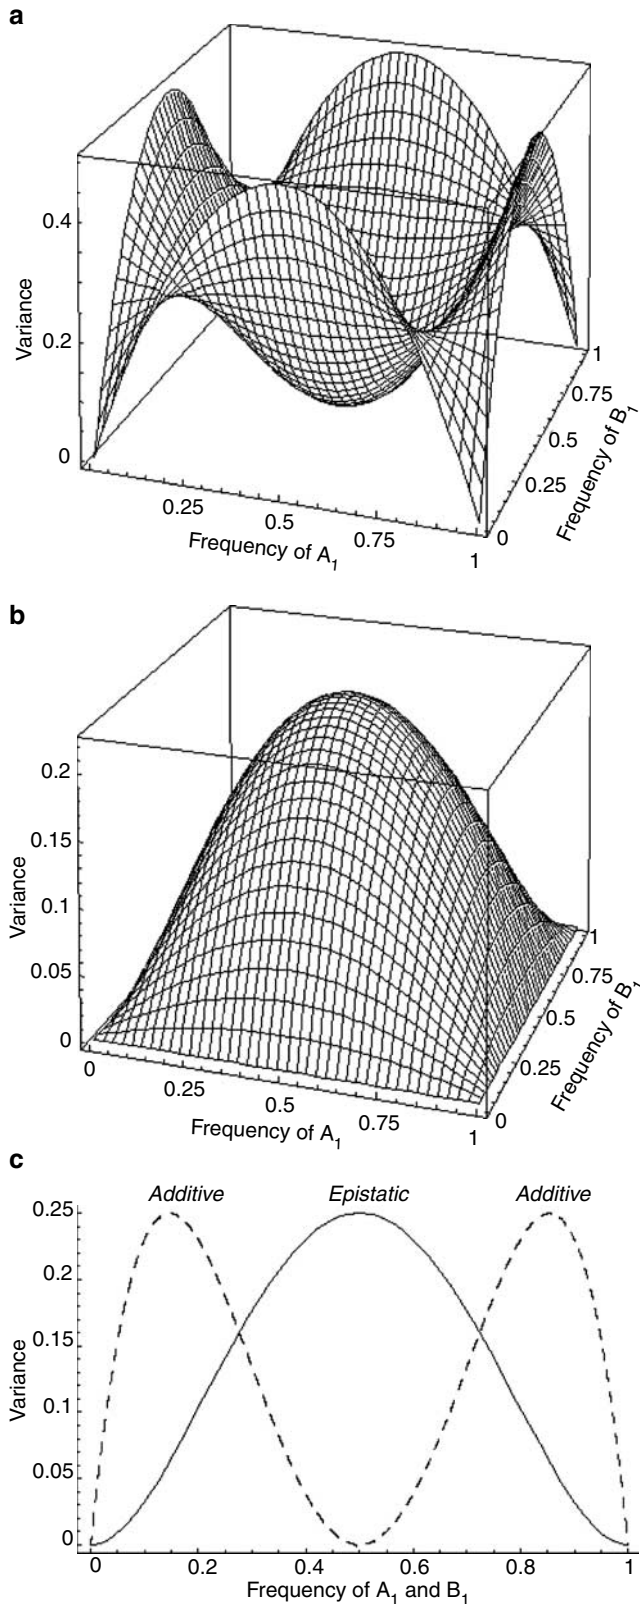 a
0.4
0.2
0
Variance
0.25
0.5
0.75
1
Frequency of A1
0
0.25
0.5
0.75
1
Frequency of B1
b
0.2
0.15
0.1
0.05
0
Variance
0
0.25
0.5
0.75
1
Frequency of A1
0
0.25
0.5
0.75
1
Frequency of B1
c
Additive Epistatic Additive
0.25
0.2
0.15
0.1
0.05
0
Variance
0 0.2 0.4 0.6 0.8 1
Frequency of A1 and B1